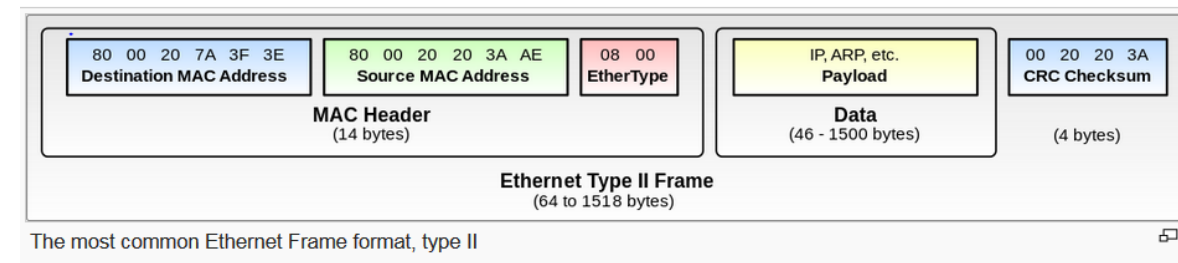 80 00 20 7A 3F 3E
Destination MAC Address
80 00 20 20 3A AE
Source MAC Address
08 00
EtherType
IP, ARP, etc.
Payload
00 20 20 3A
CRC Checksum
MAC Header
(14 bytes)
Data
(46 - 1500 bytes)
(4 bytes)
Ethernet Type II Frame
(64 to 1518 bytes)
The most common Ethernet Frame format, type II